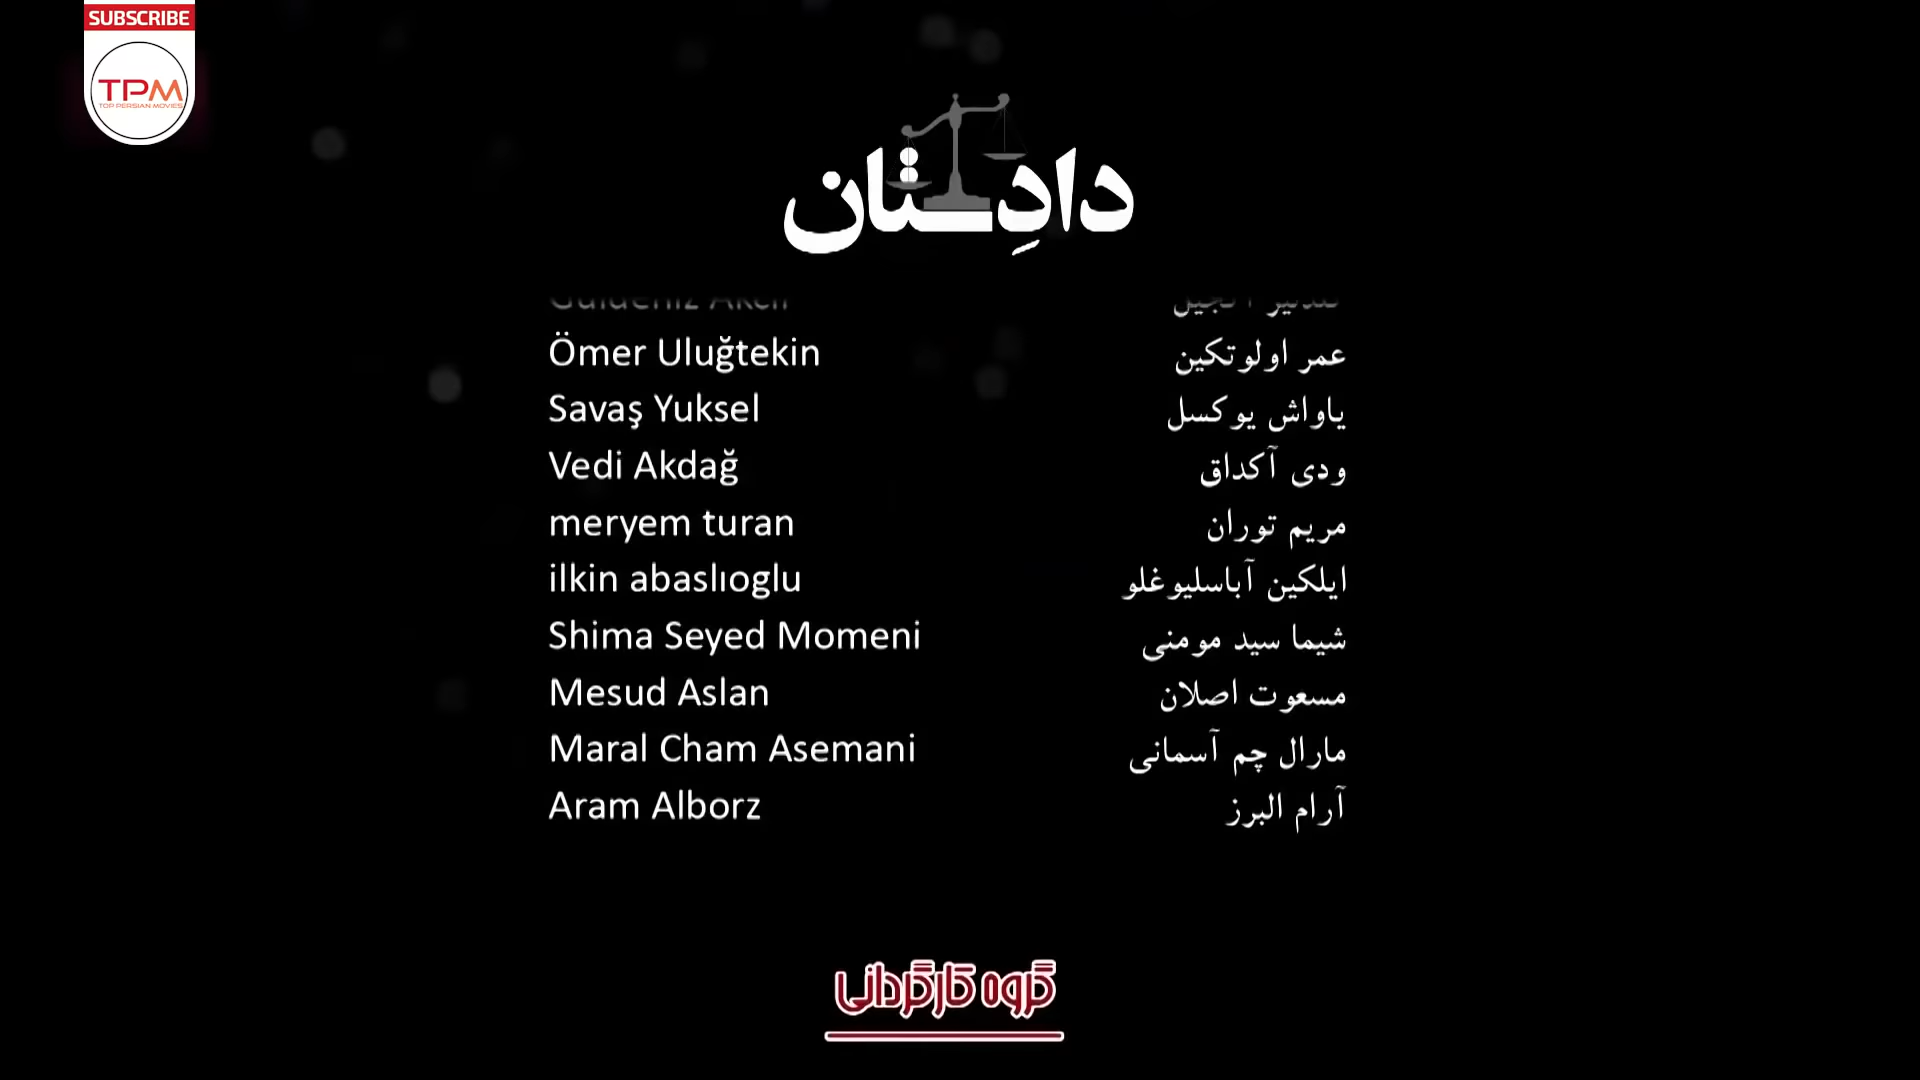 SUBSCRIBE
TPM
TOP PERSIAN MOVIES
دادِستان
Ömer Uluğtekin عمر اولوتکین
Savaş Yuksel یاواش یوکسل
Vedi Akdağ ودی آکداق
meryem turan مریم توران
ilkin abaslıoglu ایلکین آباسلیوغلو
Shima Seyed Momeni شیما سید مومنی
Mesud Aslan مسعوت اصلان
Maral Cham Asemani مارال چم آسمانی
Aram Alborz آرام البرز
گروه کارگردانی